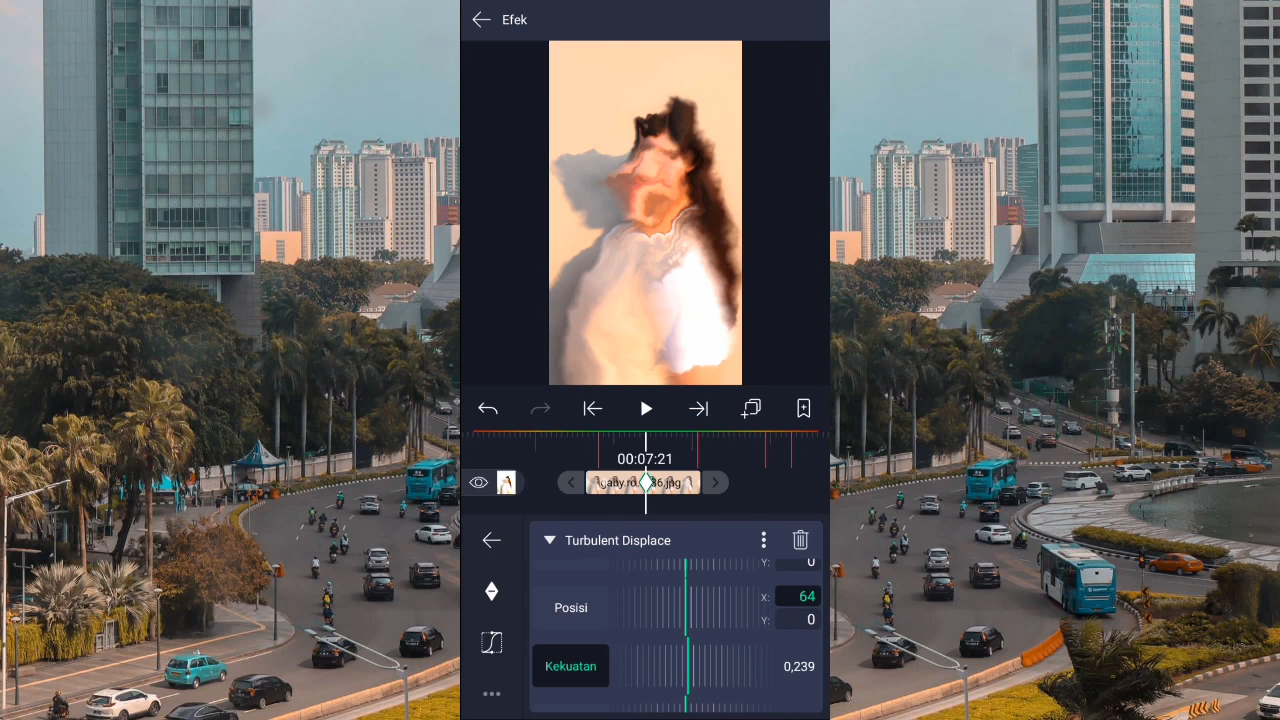 Efek
00:07:21
Turbulent Displace
Y: 0
Posisi
X: 64
Y: 0
Kekuatan
0,239